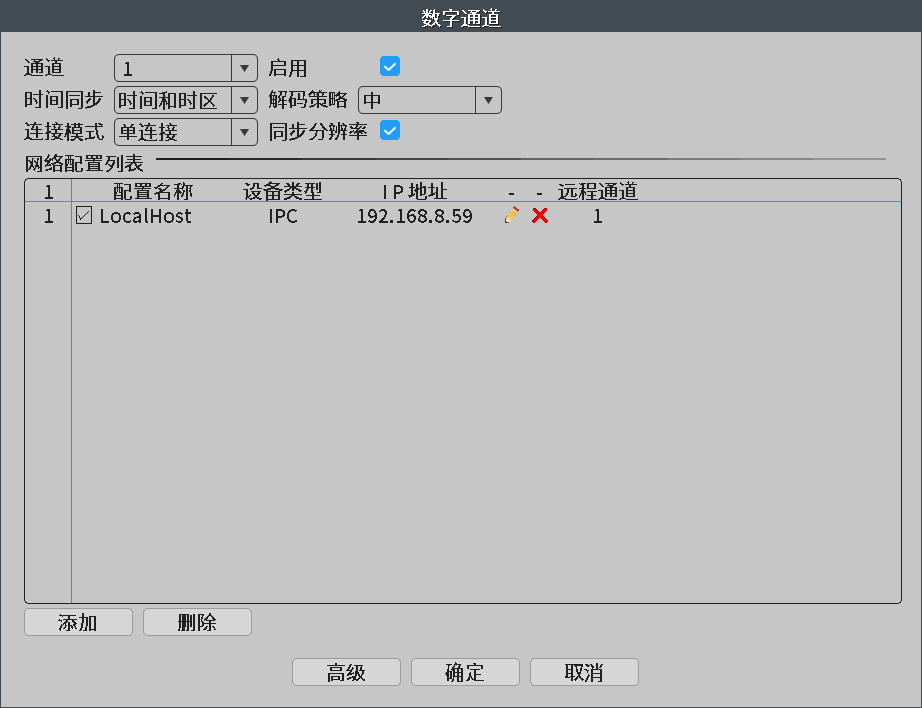 数字通道
通道 1 启用
时间同步 时间和时区 解码策略 中
连接模式 单连接 同步分辨率
网络配置列表
1 配置名称 设备类型 IP地址 - - 远程通道
1 LocalHost IPC 192.168.8.59 1
添加 删除
高级 确定 取消